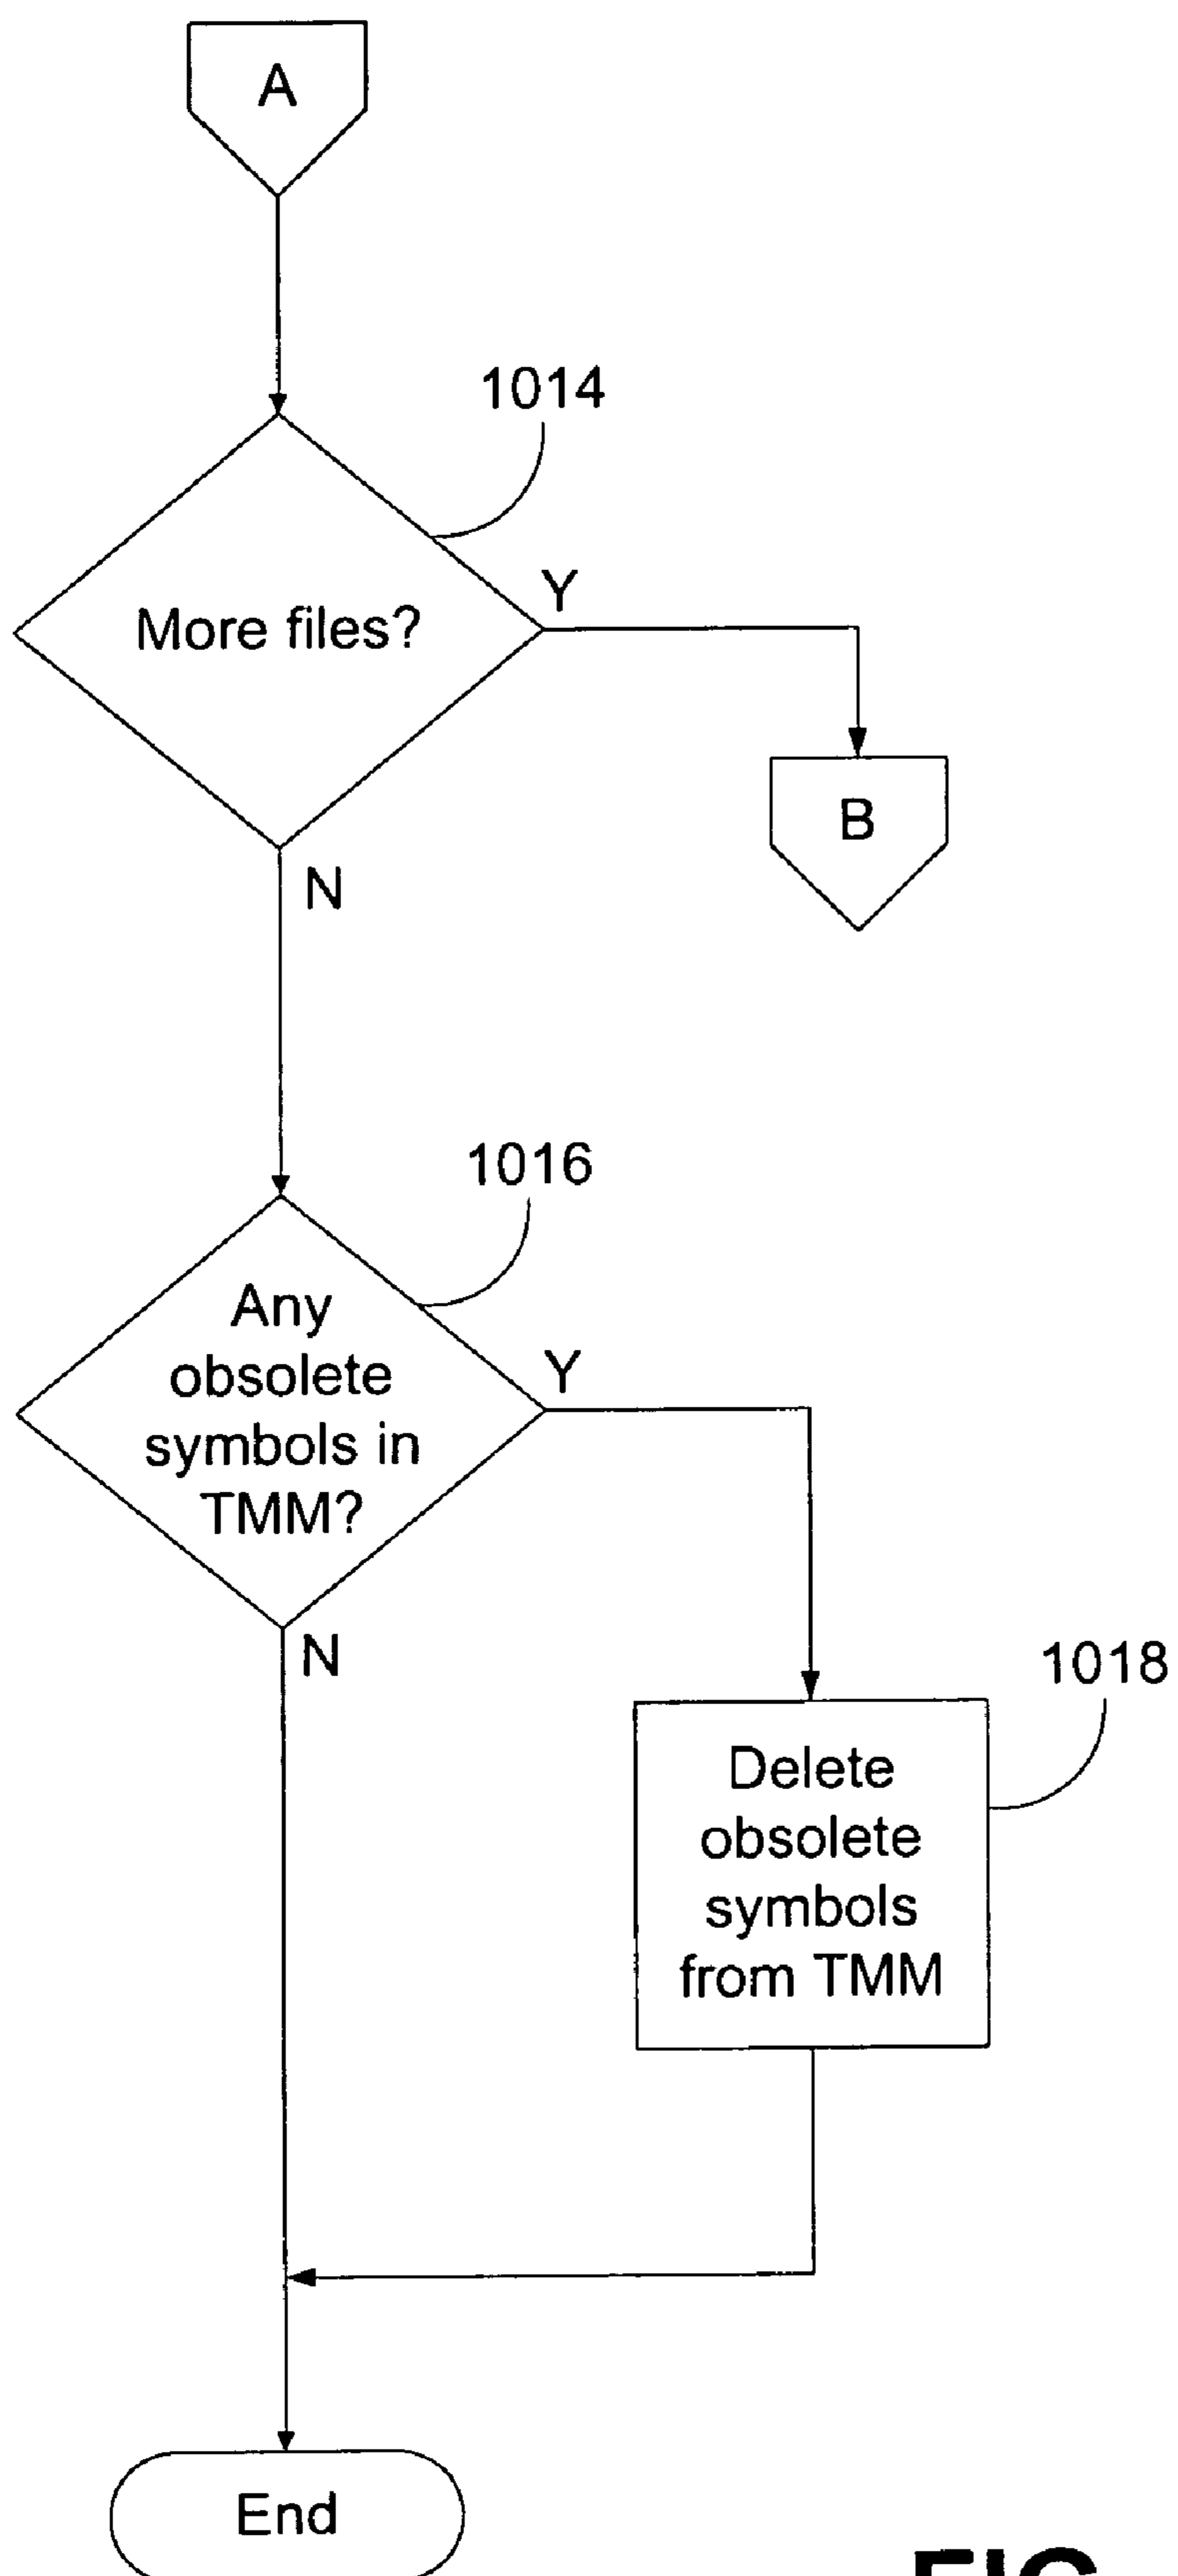 A
1014
More files?
Y
B
N
1016
Any
obsolete
symbols in
TMM?
Y
N
1018
Delete
obsolete
symbols
from TMM
End